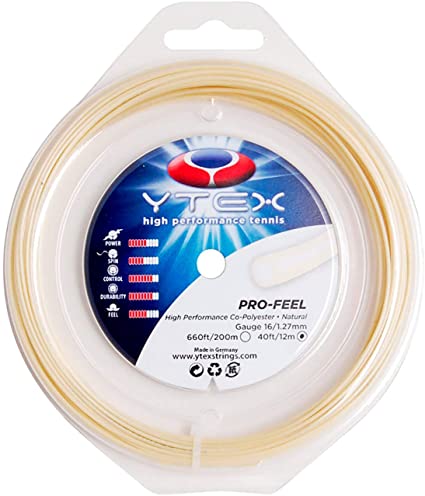 YTEX
high performance tennis
POWER
SPIN
CONTROL
DURABILITY
FEEL
PRO-FEEL
High Performance Co-Polyester • Natural
Gauge 16/1.27mm
660ft/200m
40ft/12m
Made in Germany
www.ytexstrings.com